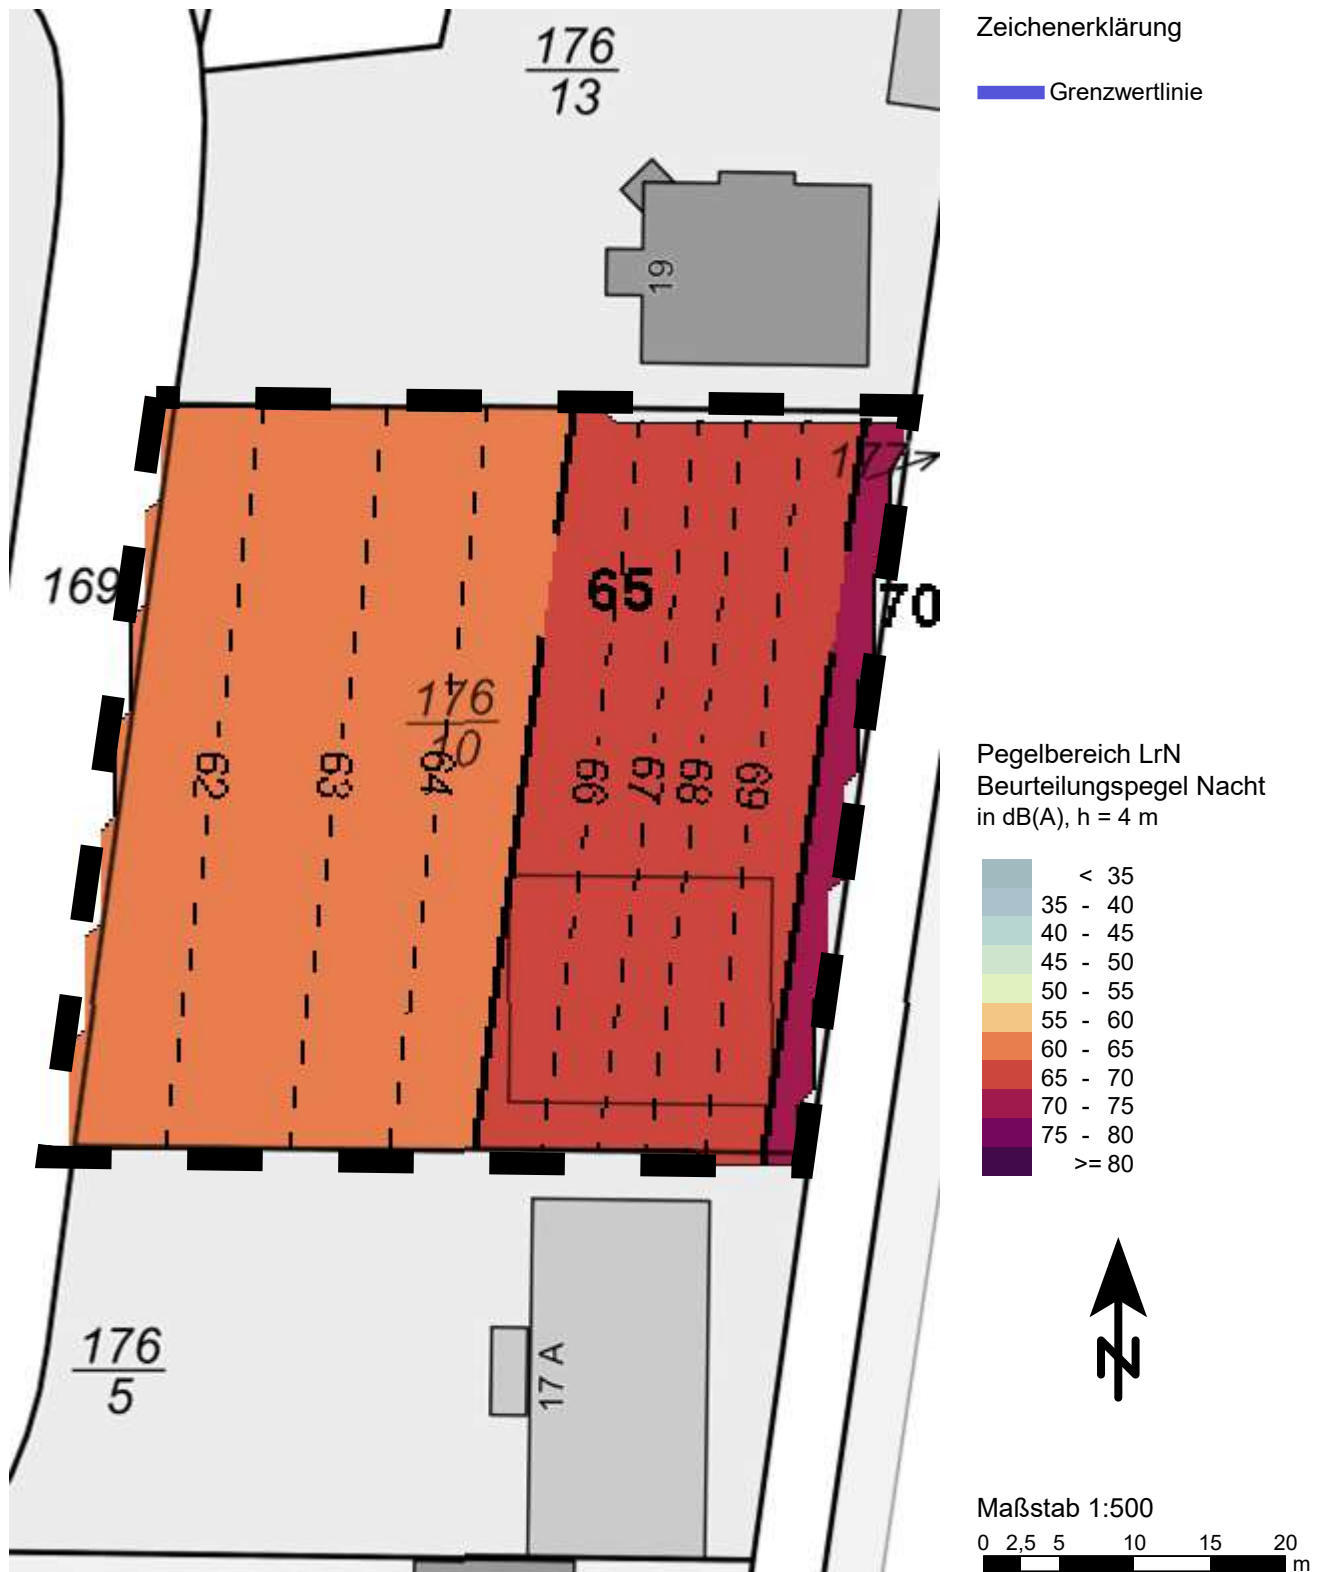 176
13
19
177
169
65
70
176
10
62
63
64
66
67
68
69
176
5
17 A
Zeichenerklärung
Grenzwertlinie
Pegelbereich LrN
Beurteilungspegel Nacht
in dB(A), h = 4 m
< 35
35 - 40
40 - 45
45 - 50
50 - 55
55 - 60
60 - 65
65 - 70
70 - 75
75 - 80
>= 80
N
Maßstab 1:500
0 2,5 5 10 15 20
m